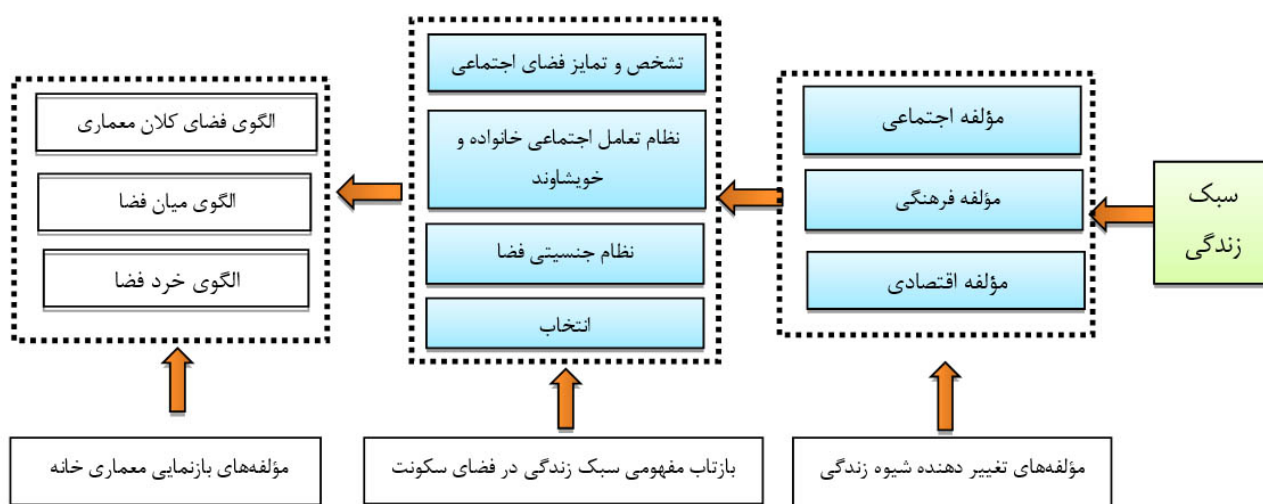 سبک
زندگی
مؤلفه اجتماعی
مؤلفه فرهنگی
مؤلفه اقتصادی
تشخص و تمایز فضای اجتماعی
نظام تعامل اجتماعی خانواده و
خویشاوند
نظام جنسیتی فضا
انتخاب
الگوی فضای کلان معماری
الگوی میان فضا
الگوی خرد فضا
مؤلفه‌های تغییر دهنده شیوه زندگی
بازتاب مفهومی سبک زندگی در فضای سکونت
مؤلفه‌های بازنمایی معماری خانه